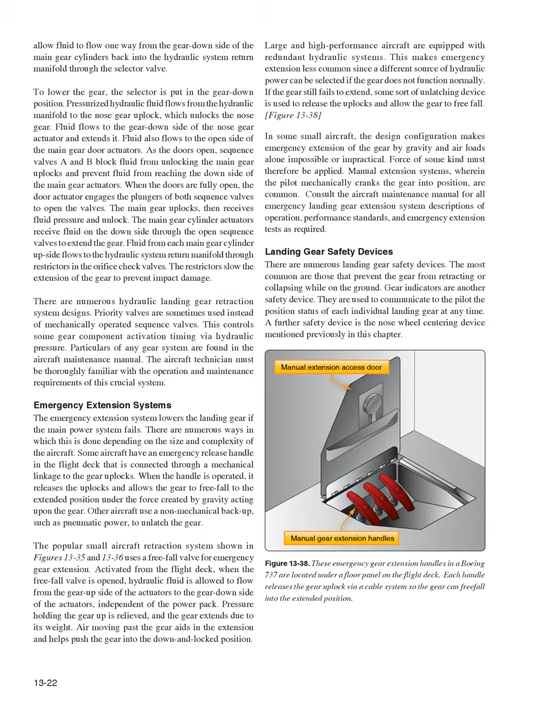 allow fluid to flow one way from the gear-down side of the
main gear cylinders back into the hydraulic system return
manifold through the selector valve.
To lower the gear, the selector is put in the gear-down
position. Pressurized hydraulic fluid flows from the hydraulic
manifold to the nose gear uplock, which unlocks the nose
gear. Fluid flows to the gear-down side of the nose gear
actuator and extends it. Fluid also flows to the open side of
the main gear door actuators. As the doors open, sequence
valves A and B block fluid from unlocking the main gear
uplocks and prevent fluid from reaching the down side of
the main gear actuators. When the doors are fully open, the
door actuator engages the plungers of both sequence valves
to open the valves. The main gear uplocks, then receives
fluid pressure and unlock. The main gear cylinder actuators
receive fluid on the down side through the open sequence
valves to extend the gear. Fluid from each main gear cylinder
up-side flows to the hydraulic system return manifold through
restrictors in the orifice check valves. The restrictors slow the
extension of the gear to prevent impact damage.
There are numerous hydraulic landing gear retraction
system designs. Priority valves are sometimes used instead
of mechanically operated sequence valves. This controls
some gear component activation timing via hydraulic
pressure. Particulars of any gear system are found in the
aircraft maintenance manual. The aircraft technician must
be thoroughly familiar with the operation and maintenance
requirements of this crucial system.
Emergency Extension Systems
The emergency extension system lowers the landing gear if
the main power system fails. There are numerous ways in
which this is done depending on the size and complexity of
the aircraft. Some aircraft have an emergency release handle
in the flight deck that is connected through a mechanical
linkage to the gear uplocks. When the handle is operated, it
releases the uplocks and allows the gear to free-fall to the
extended position under the force created by gravity acting
upon the gear. Other aircraft use a non-mechanical back-up,
such as pneumatic power, to unlatch the gear.
The popular small aircraft retraction system shown in
Figures 13-35 and 13-36 uses a free-fall valve for emergency
gear extension. Activated from the flight deck, when the
free-fall valve is opened, hydraulic fluid is allowed to flow
from the gear-up side of the actuators to the gear-down side
of the actuators, independent of the power pack. Pressure
holding the gear up is relieved, and the gear extends due to
its weight. Air moving past the gear aids in the extension
and helps push the gear into the down-and-locked position.
Large and high-performance aircraft are equipped with
redundant hydraulic systems. This makes emergency
extension less common since a different source of hydraulic
power can be selected if the gear does not function normally.
If the gear still fails to extend, some sort of unlatching device
is used to release the uplocks and allow the gear to free fall.
[Figure 13-38]
In some small aircraft, the design configuration makes
emergency extension of the gear by gravity and air loads
alone impossible or impractical. Force of some kind must
therefore be applied. Manual extension systems, wherein
the pilot mechanically cranks the gear into position, are
common. Consult the aircraft maintenance manual for all
emergency landing gear extension system descriptions of
operation, performance standards, and emergency extension
tests as required.
Landing Gear Safety Devices
There are numerous landing gear safety devices. The most
common are those that prevent the gear from retracting or
collapsing while on the ground. Gear indicators are another
safety device. They are used to communicate to the pilot the
position status of each individual landing gear at any time.
A further safety device is the nose wheel centering device
mentioned previously in this chapter.
Manual extension access door
Manual gear extension handles
Figure 13-38. These emergency gear extension handles in a Boeing
737 are located under a floor panel on the flight deck. Each handle
releases the gear uplock via a cable system so the gear can freefall
into the extended position.
13-22